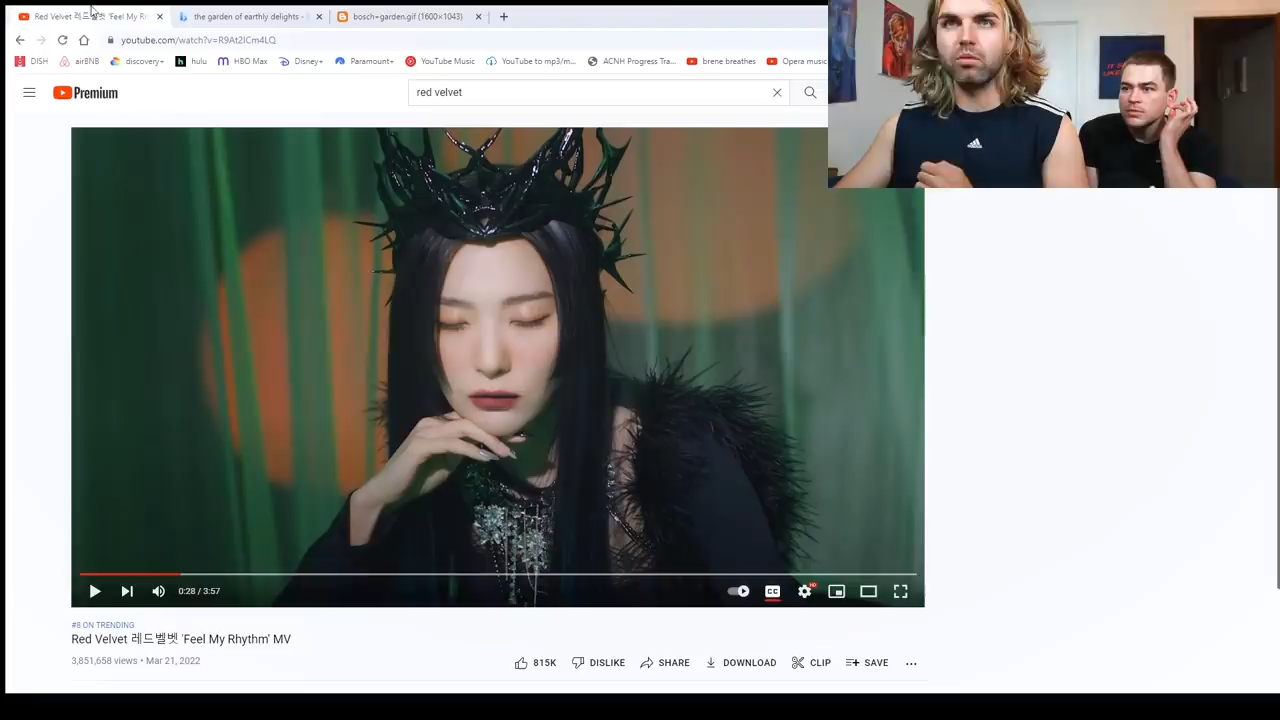 Red Velvet 레드벨벳 'Feel My R
the garden of earthly delights -
bosch+garden.gif (1600×1043)
youtube.com/watch?v=R9At2ICm4LQ
DISH
airBNB
discovery+
hulu
HBO Max
Disney+
Paramount+
YouTube Music
YouTube to mp3/m...
ACNH Progress Tra...
brene breathes
Opera music
Premium
red velvet
0:28 / 3:57
CC
HD
#8 ON TRENDING
Red Velvet 레드벨벳 'Feel My Rhythm' MV
3,851,658 views • Mar 21, 2022
815K
DISLIKE
SHARE
DOWNLOAD
CLIP
SAVE